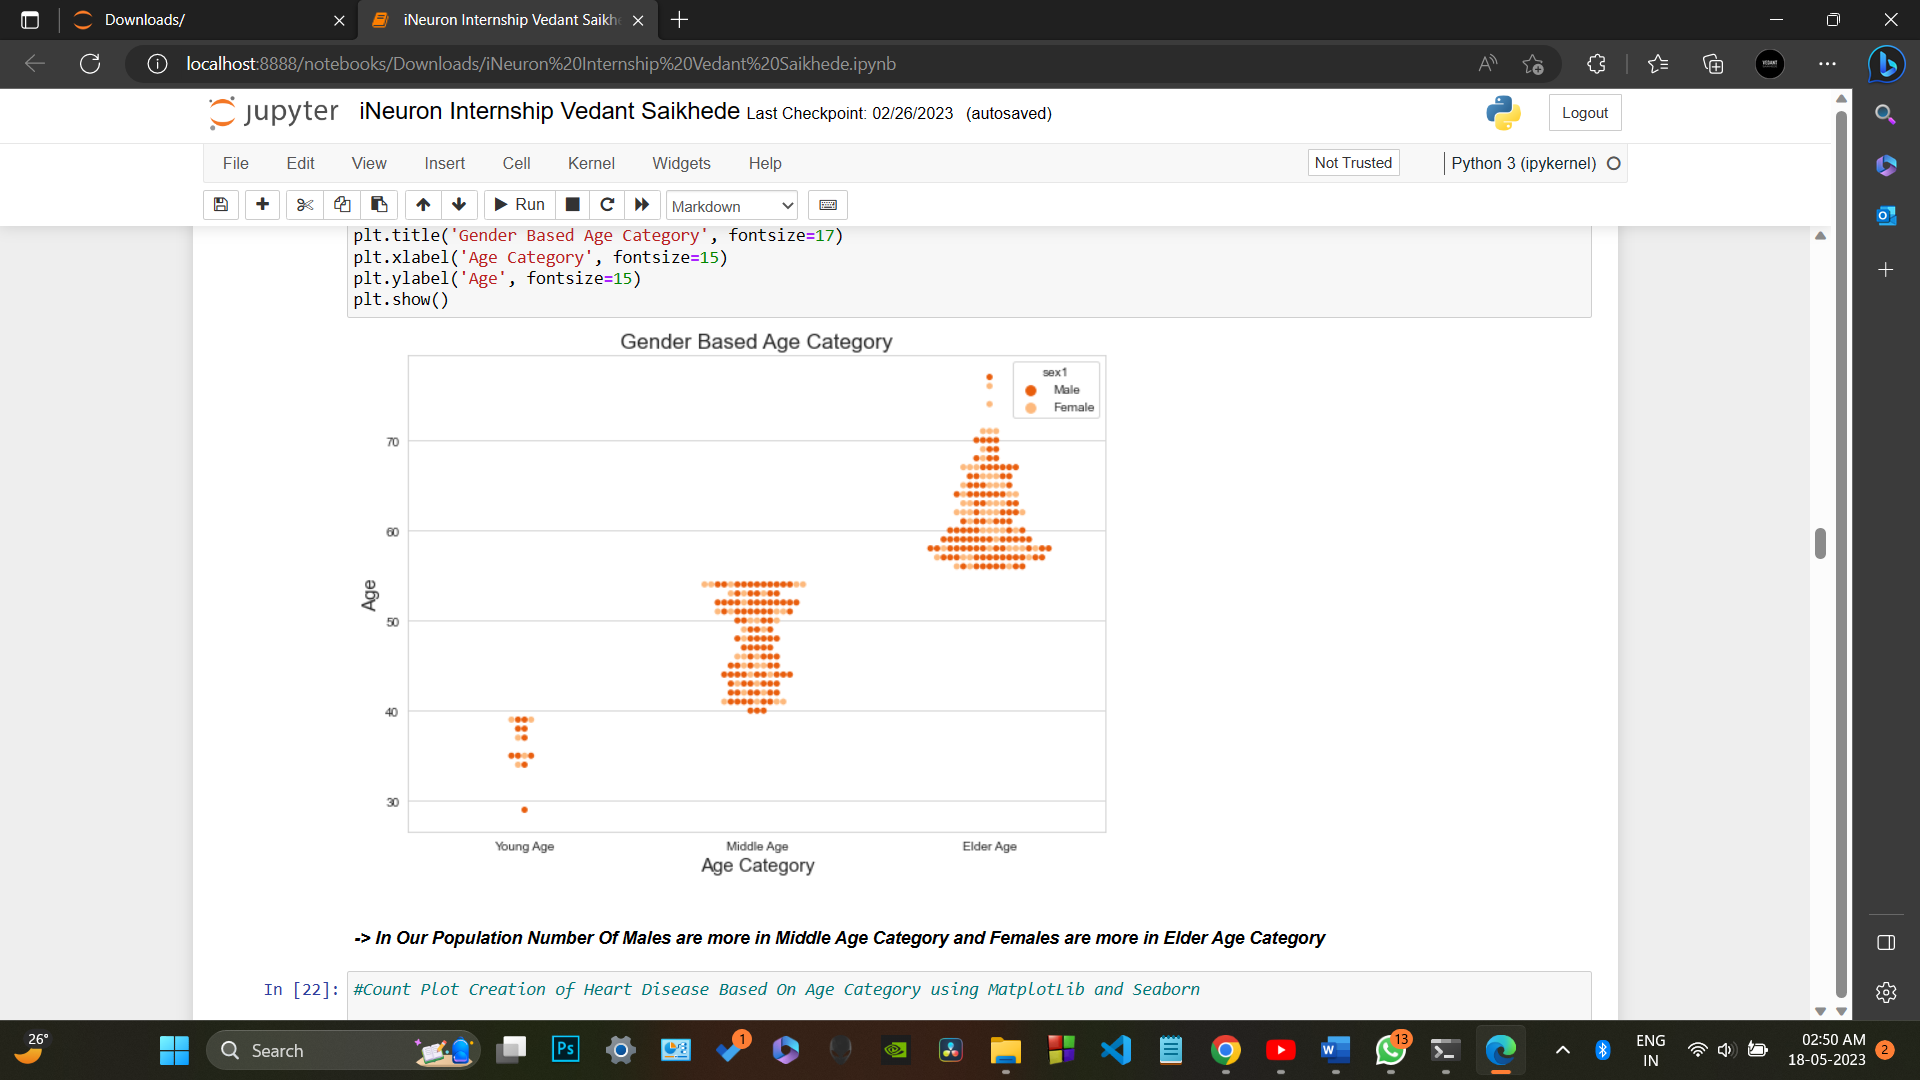 Downloads/
iNeuron Internship Vedant Saikh
localhost:8888/notebooks/Downloads/iNeuron%20Internship%20Vedant%20Saikhede.ipynb
jupyter iNeuron Internship Vedant Saikhede Last Checkpoint: 02/26/2023 (autosaved)
Logout
File Edit View Insert Cell Kernel Widgets Help
Not Trusted
Python 3 (ipykernel)
Run
Markdown
plt.title('Gender Based Age Category', fontsize=17)
plt.xlabel('Age Category', fontsize=15)
plt.ylabel('Age', fontsize=15)
plt.show()
Gender Based Age Category
sex1
Male
Female
70
60
50
40
30
Age
Young Age Middle Age Elder Age
Age Category
-> In Our Population Number Of Males are more in Middle Age Category and Females are more in Elder Age Category
In [22]: #Count Plot Creation of Heart Disease Based On Age Category using MatplotLib and Seaborn
26°
Search
Ps
1
13
ENG
IN
02:50 AM
18-05-2023
2